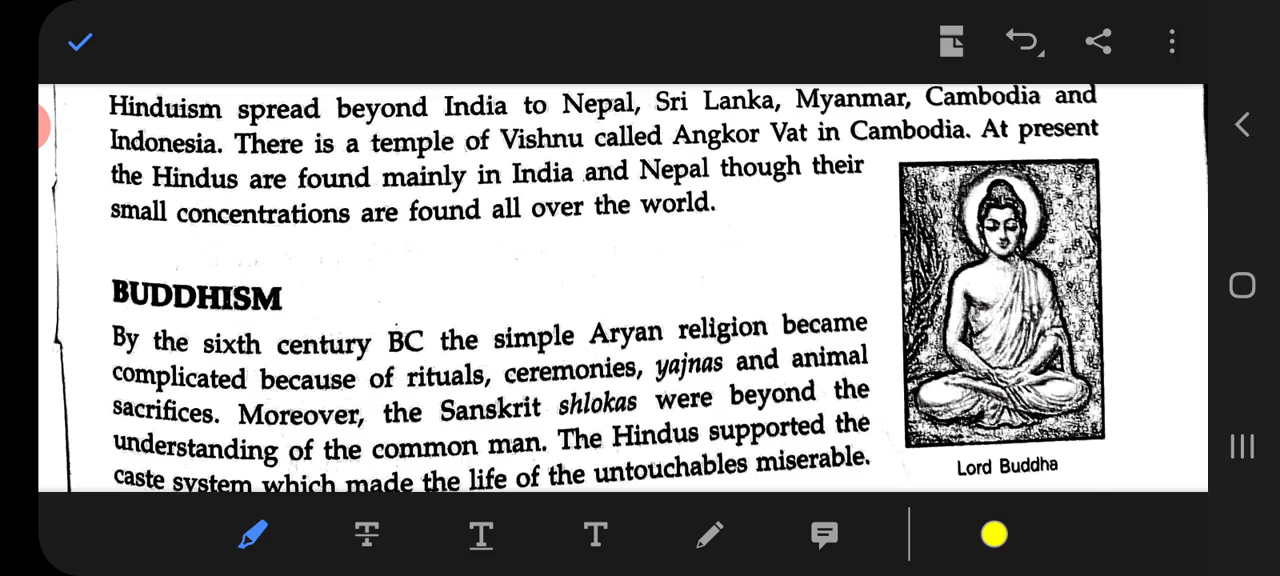 Hinduism spread beyond India to Nepal, Sri Lanka, Myanmar, Cambodia and
Indonesia. There is a temple of Vishnu called Angkor Vat in Cambodia. At present
the Hindus are found mainly in India and Nepal though their
small concentrations are found all over the world.
BUDDHISM
By the sixth century BC the simple Aryan religion became
complicated because of rituals, ceremonies, yajnas and animal
sacrifices. Moreover, the Sanskrit shlokas were beyond the
understanding of the common man. The Hindus supported the
caste system which made the life of the untouchables miserable.
Lord Buddha